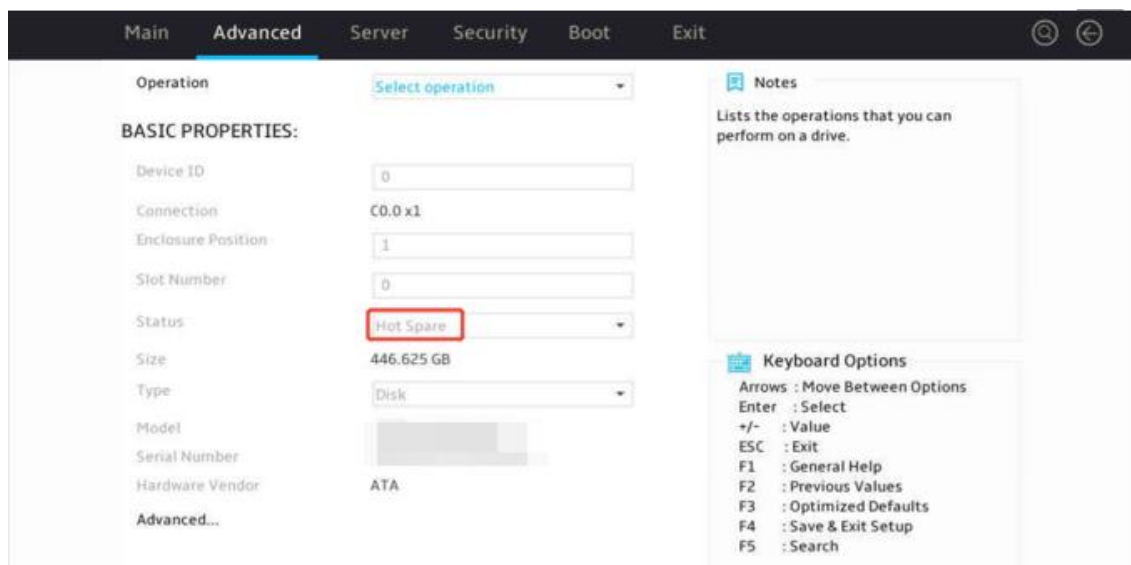 Main Advanced Server Security Boot Exit
Operation Select operation
BASIC PROPERTIES:
Device ID 0
Connection C0.0 x1
Enclosure Position 1
Slot Number 0
Status Hot Spare
Size 446.625 GB
Type Disk
Model
Serial Number
Hardware Vendor ATA
Advanced...
Notes
Lists the operations that you can
perform on a drive.
Keyboard Options
Arrows : Move Between Options
Enter : Select
+/- : Value
ESC : Exit
F1 : General Help
F2 : Previous Values
F3 : Optimized Defaults
F4 : Save & Exit Setup
F5 : Search